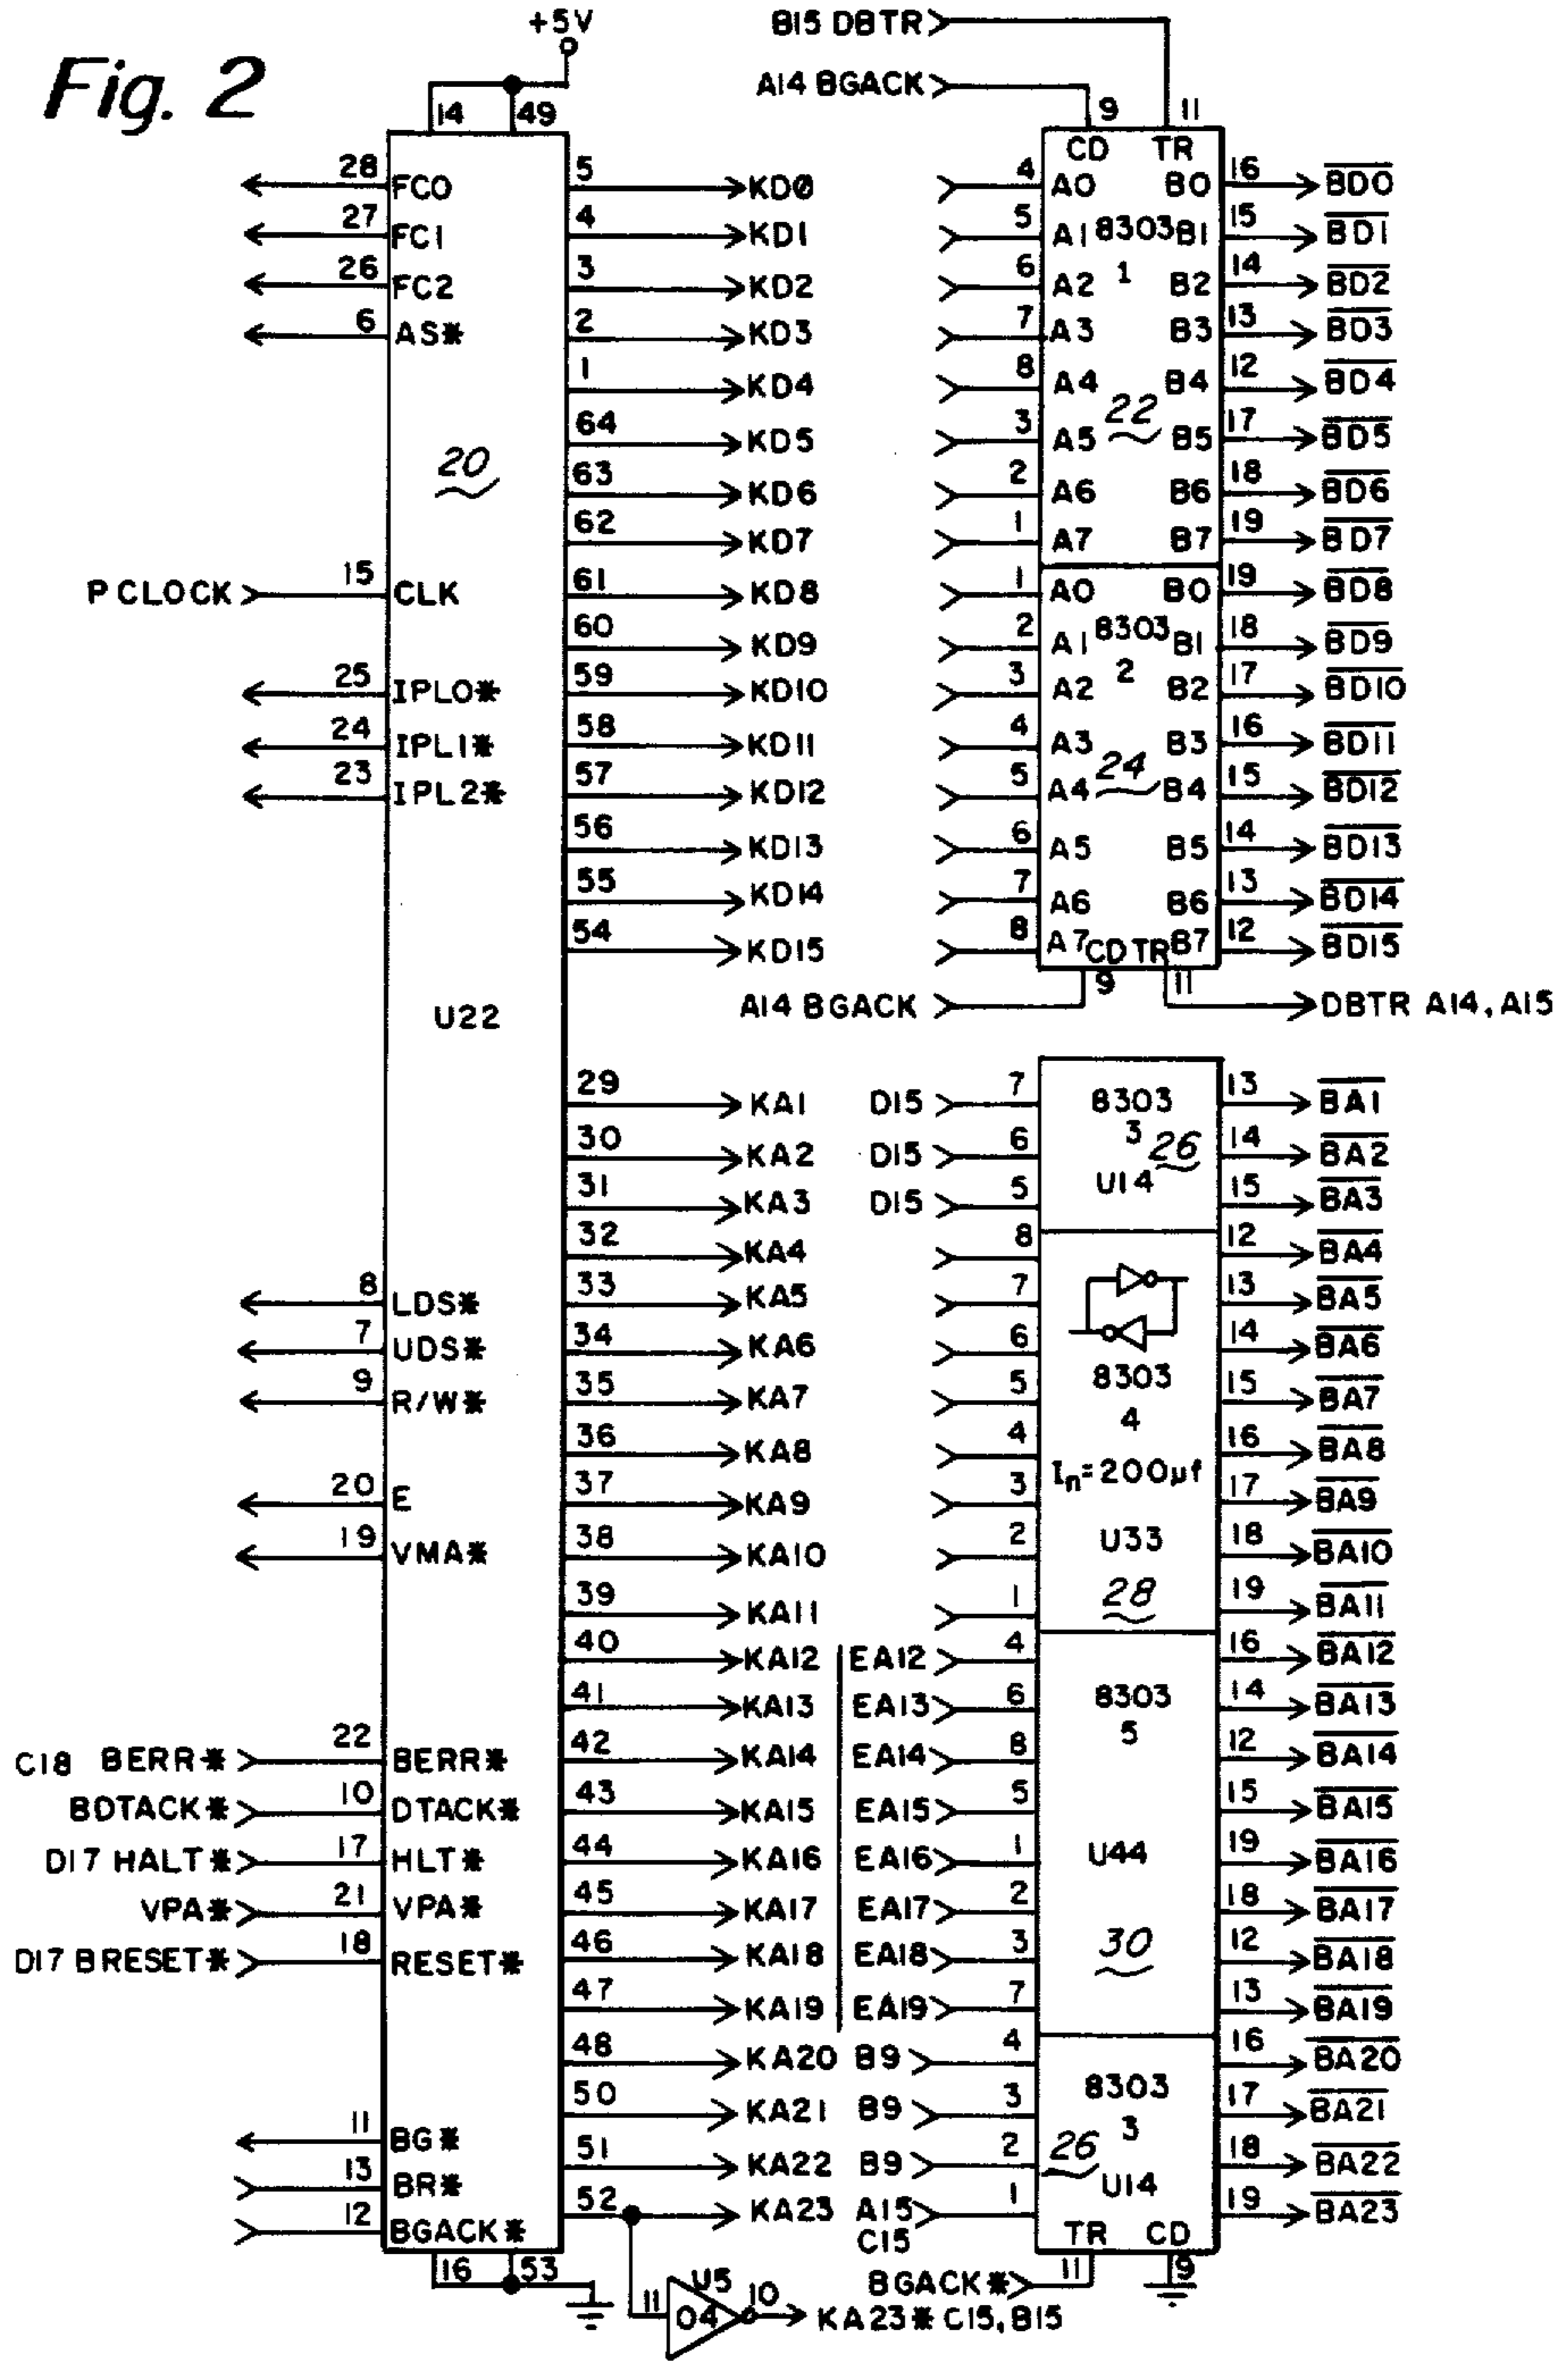 Fig. 2
+5V
B15 DBTR
A14 BGACK
14 49
9 11
CD TR
28 FC0 5 KD0 4 A0 B0 16 BD0
27 FC1 4 KD1 5 A1 8303 B1 15 BD1
26 FC2 3 KD2 6 A2 1 B2 14 BD2
6 AS* 2 KD3 7 A3 B3 13 BD3
1 KD4 8 A4 B4 12 BD4
22
64 KD5 3 A5 B5 17 BD5
20
63 KD6 2 A6 B6 18 BD6
62 KD7 1 A7 B7 19 BD7
P CLOCK 15 CLK 61 KD8 1 A0 B0 19 BD8
60 KD9 2 A1 8303 B1 18 BD9
25 IPL0* 59 KD10 3 A2 2 B2 17 BD10
24 IPL1* 58 KD11 4 A3 B3 16 BD11
23 IPL2* 57 KD12 5 A4 24 B4 15 BD12
56 KD13 6 A5 B5 14 BD13
55 KD14 7 A6 B6 13 BD14
54 KD15 8 A7 CD TR B7 12 BD15
9 11
A14 BGACK DBTR A14, A15
U22
29 KA1 D15 7 8303 13 BA1
30 KA2 D15 6 3 26 14 BA2
31 KA3 D15 5 U14 15 BA3
32 KA4 8 12 BA4
8 LDS* 33 KA5 7 13 BA5
7 UDS* 34 KA6 6 14 BA6
9 R/W* 35 KA7 5 8303 15 BA7
4
36 KA8 4 16 BA8
In=200µf
20 E 37 KA9 3 17 BA9
19 VMA* 38 KA10 2 U33 18 BA10
28
39 KA11 1 19 BA11
40 KA12 EA12 4 16 BA12
41 KA13 EA13 6 8303 14 BA13
5
C18 BERR* 22 BERR* 42 KA14 EA14 8 12 BA14
BDTACK* 10 DTACK* 43 KA15 EA15 5 15 BA15
D17 HALT* 17 HLT* 44 KA16 EA16 1 U44 19 BA16
VPA* 21 VPA* 45 KA17 EA17 2 18 BA17
D17 BRESET* 18 RESET* 46 KA18 EA18 3 30 12 BA18
47 KA19 EA19 7 13 BA19
48 KA20 B9 4 16 BA20
8303
50 KA21 B9 3 3 17 BA21
11 BG*
51 KA22 B9 2 26 18 BA22
13 BR*
U14
52 KA23 A15 1 19 BA23
12 BGACK* C15 TR CD
16 53
BGACK* 11 9
U5
11 04 10 KA23* C15, B15